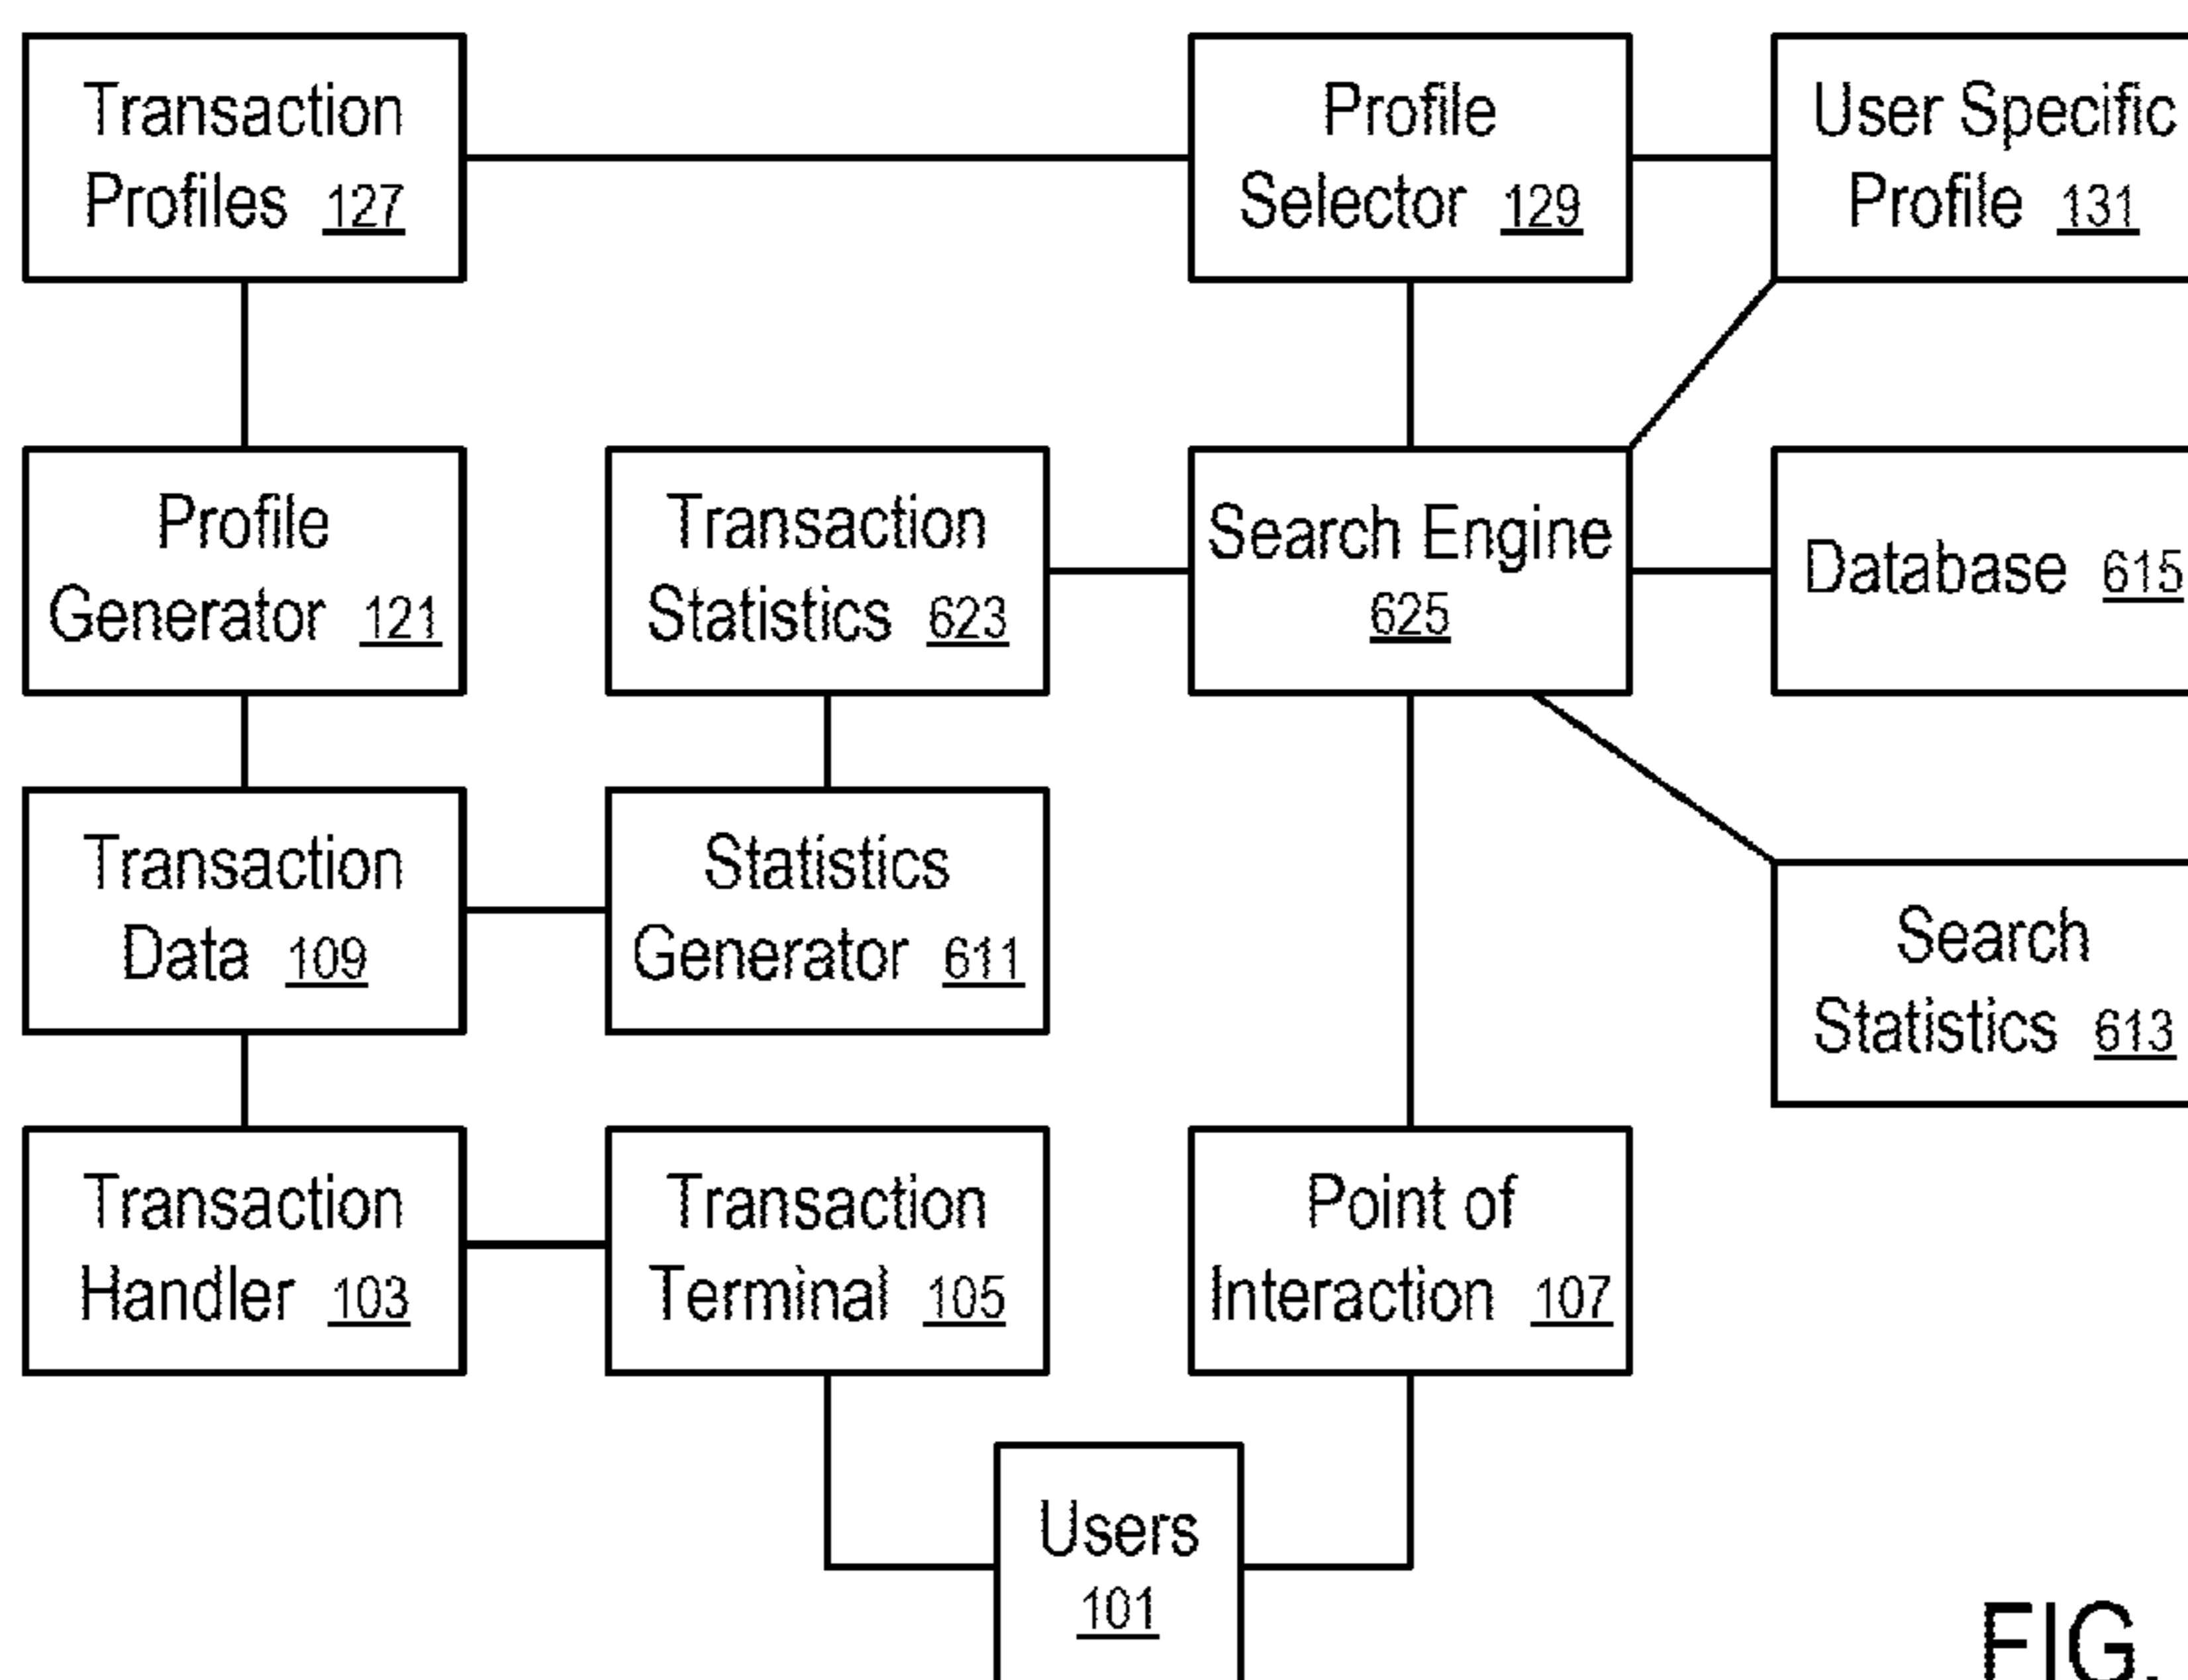 Transaction
Profiles 127
Profile
Selector 129
User Specific
Profile 131
Profile
Generator 121
Transaction
Statistics 623
Search Engine
625
Database 615
Transaction
Data 109
Statistics
Generator 611
Search
Statistics 613
Transaction
Handler 103
Transaction
Terminal 105
Point of
Interaction 107
Users
101
FIG.